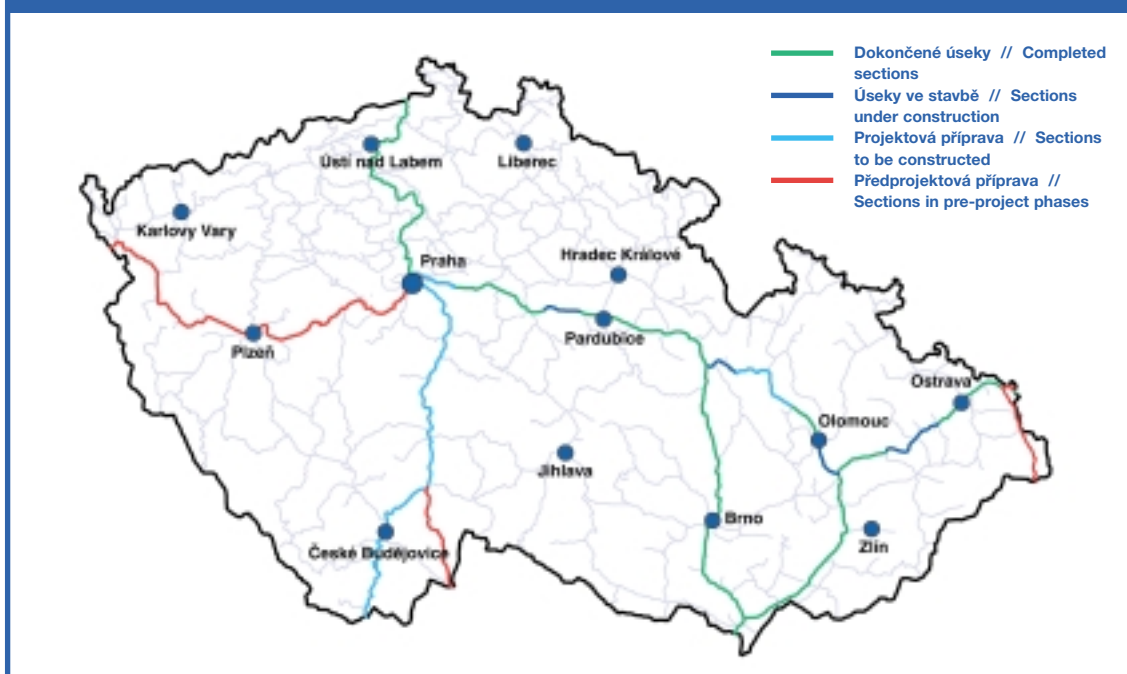 Dokončené úseky // Completed
sections
Úseky ve stavbě // Sections
under construction
Projektová příprava // Sections
to be constructed
Předprojektová příprava //
Sections in pre-project phases
Ústí nad Labem
Liberec
Karlovy Vary
Praha
Hradec Králové
Plzeň
Pardubice
Ostrava
Olomouc
Jihlava
Brno
Zlín
České Budějovice